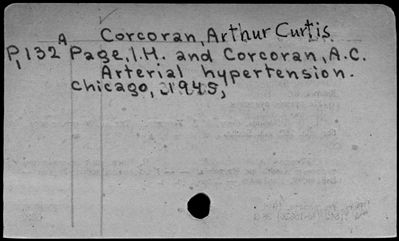 Corcoran, Arthur Curtis
A
P,132 Page, I.H. and Corcoran, A.C.
Arterial hypertension.
Chicago, 1945,